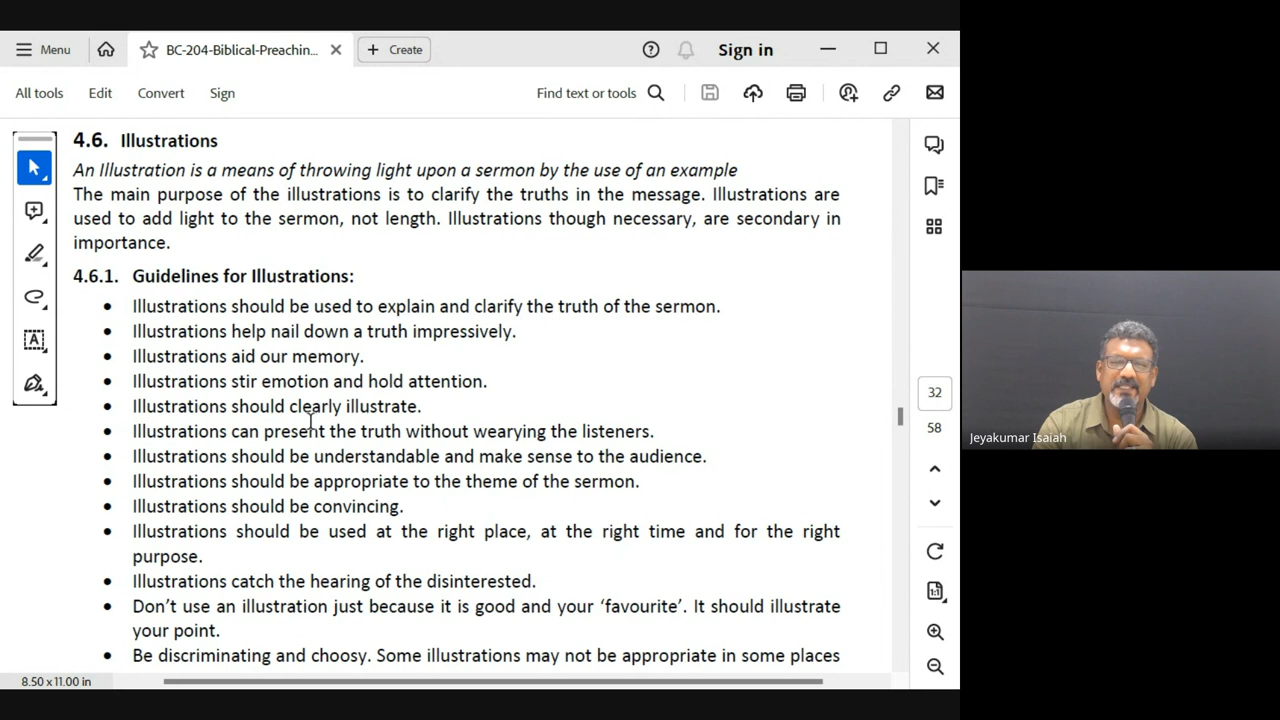 Menu
BC-204-Biblical-Preachin...
Create
Sign in
All tools
Edit
Convert
Sign
Find text or tools
4.6. Illustrations
An Illustration is a means of throwing light upon a sermon by the use of an example
The main purpose of the illustrations is to clarify the truths in the message. Illustrations are
used to add light to the sermon, not length. Illustrations though necessary, are secondary in
importance.
4.6.1. Guidelines for Illustrations:
• Illustrations should be used to explain and clarify the truth of the sermon.
• Illustrations help nail down a truth impressively.
• Illustrations aid our memory.
• Illustrations stir emotion and hold attention.
• Illustrations should clearly illustrate.
• Illustrations can present the truth without wearying the listeners.
• Illustrations should be understandable and make sense to the audience.
• Illustrations should be appropriate to the theme of the sermon.
• Illustrations should be convincing.
• Illustrations should be used at the right place, at the right time and for the right
purpose.
• Illustrations catch the hearing of the disinterested.
• Don't use an illustration just because it is good and your 'favourite'. It should illustrate
your point.
• Be discriminating and choosy. Some illustrations may not be appropriate in some places
8.50 x 11.00 in
32
58
1:1
Jeyakumar Isaiah